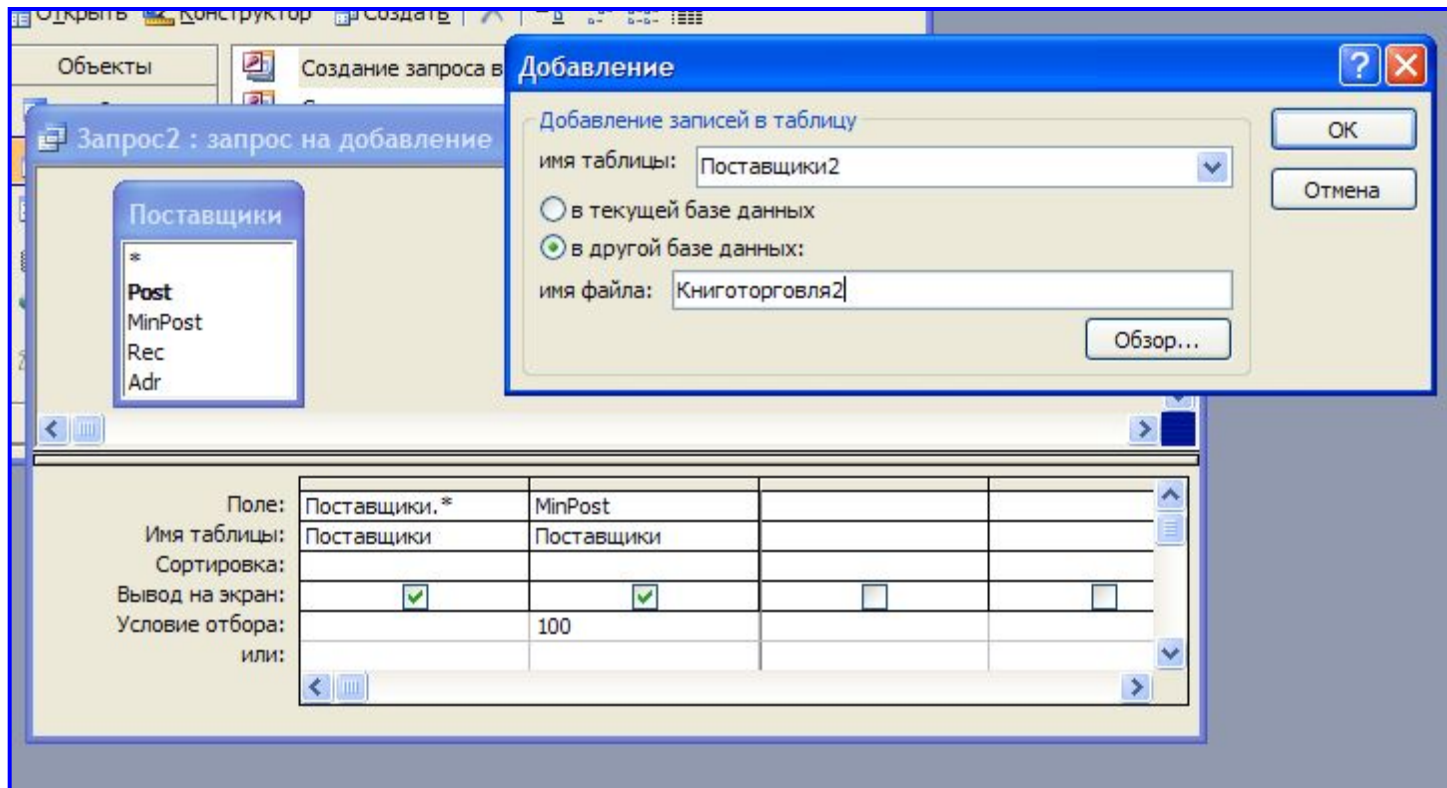 Открыть Конструктор Создать
Объекты
Создание запроса в
Запрос2 : запрос на добавление
Поставщики
*
Post
MinPost
Rec
Adr
Добавление
Добавление записей в таблицу
имя таблицы: Поставщики2
в текущей базе данных
в другой базе данных:
имя файла: Книготорговля2
Обзор...
ОК
Отмена
Поле: Поставщики.* MinPost
Имя таблицы: Поставщики Поставщики
Сортировка:
Вывод на экран:
Условие отбора: 100
или: